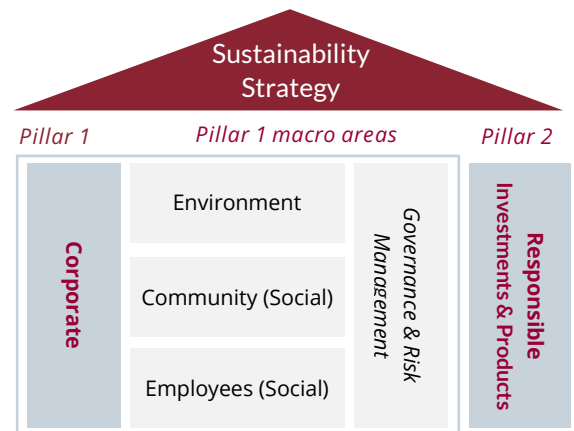 Sustainability
Strategy
Pillar 1
Pillar 1 macro areas
Pillar 2
Corporate
Environment
Community (Social)
Employees (Social)
Governance & Risk
Management
Responsible
Investments & Products